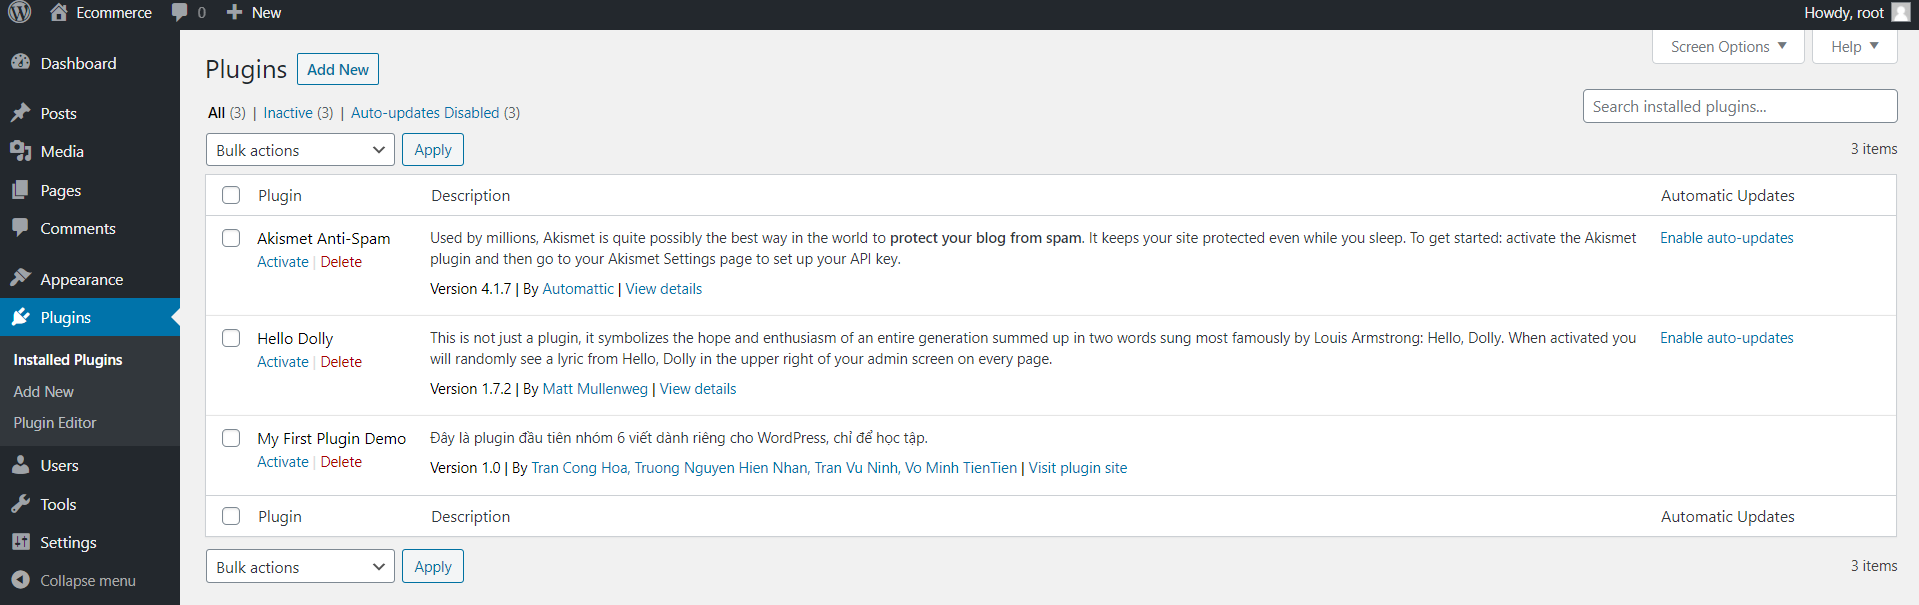 Ecommerce
0
New
Howdy, root
Dashboard
Posts
Media
Pages
Comments
Appearance
Plugins
Installed Plugins
Add New
Plugin Editor
Users
Tools
Settings
Collapse menu
Screen Options
Help
Plugins
Add New
All (3) | Inactive (3) | Auto-updates Disabled (3)
Search installed plugins...
Bulk actions
Apply
3 items
Plugin
Description
Automatic Updates
Akismet Anti-Spam
Activate | Delete
Used by millions, Akismet is quite possibly the best way in the world to protect your blog from spam. It keeps your site protected even while you sleep. To get started: activate the Akismet
plugin and then go to your Akismet Settings page to set up your API key.
Version 4.1.7 | By Automattic | View details
Enable auto-updates
Hello Dolly
Activate | Delete
This is not just a plugin, it symbolizes the hope and enthusiasm of an entire generation summed up in two words sung most famously by Louis Armstrong: Hello, Dolly. When activated you
will randomly see a lyric from Hello, Dolly in the upper right of your admin screen on every page.
Version 1.7.2 | By Matt Mullenweg | View details
Enable auto-updates
My First Plugin Demo
Activate | Delete
Đây là plugin đầu tiên nhóm 6 viết dành riêng cho WordPress, chỉ để học tập.
Version 1.0 | By Tran Cong Hoa, Truong Nguyen Hien Nhan, Tran Vu Ninh, Vo Minh TienTien | Visit plugin site
Plugin
Description
Automatic Updates
Bulk actions
Apply
3 items